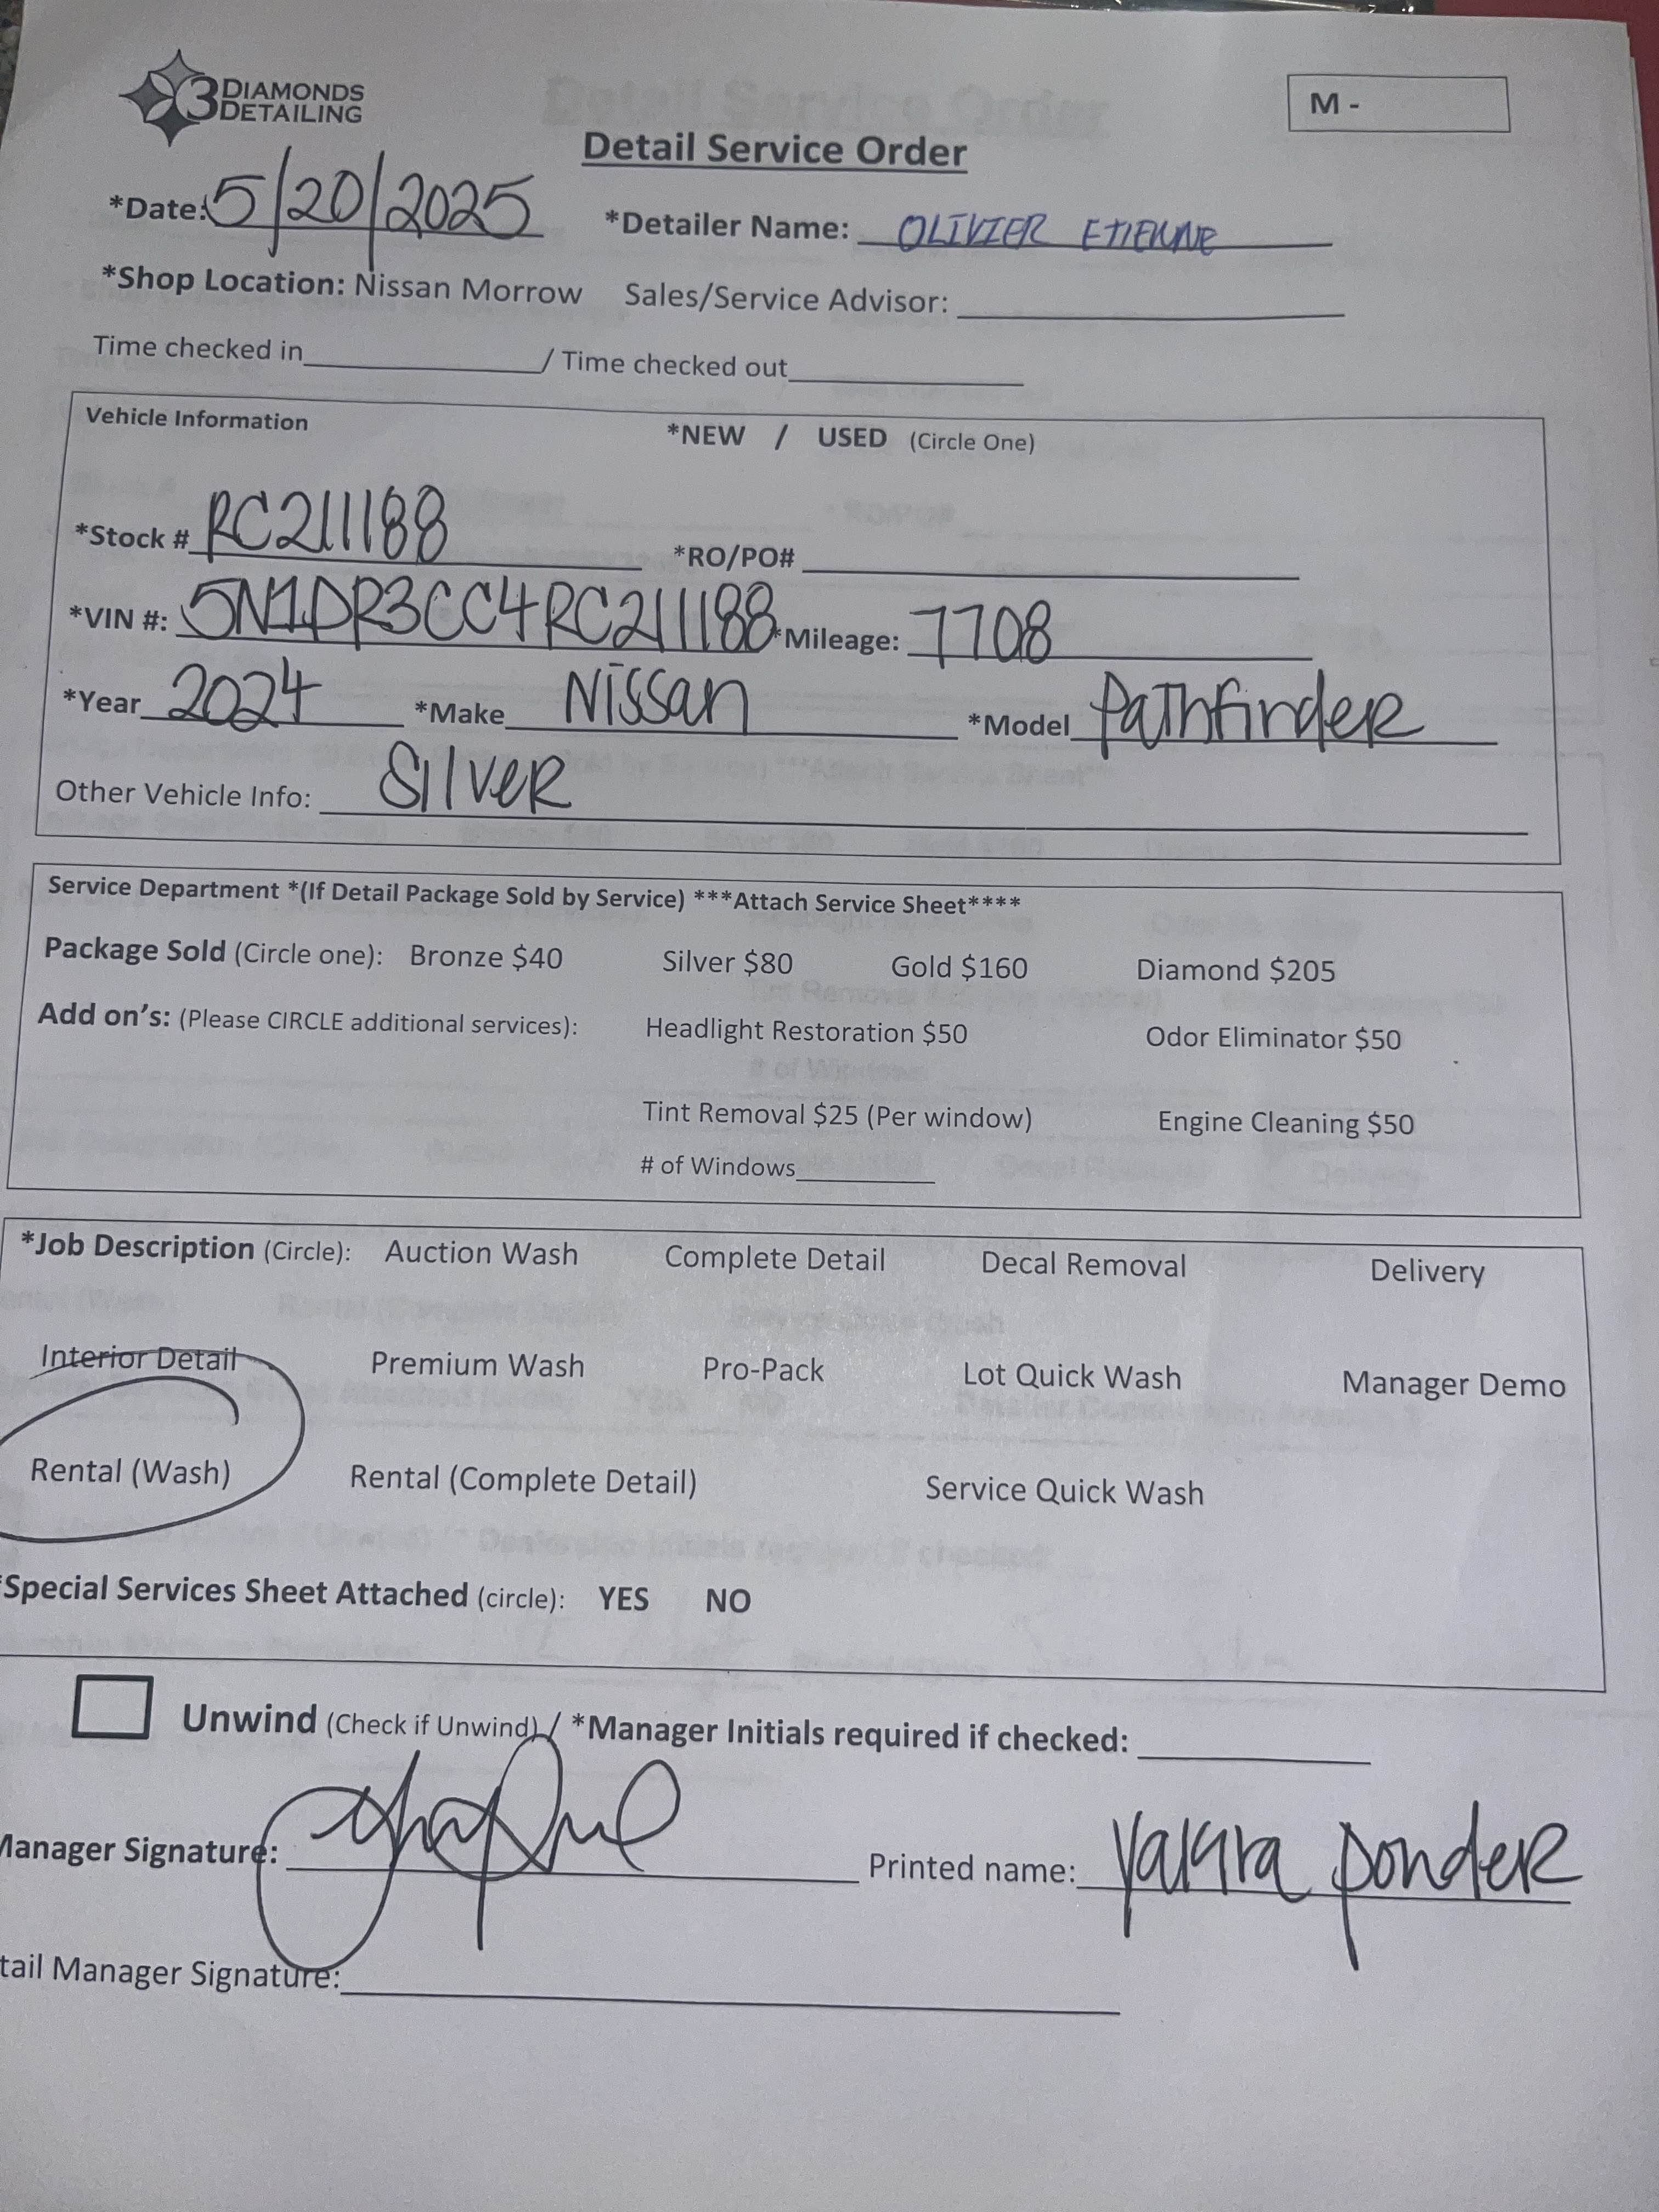 3 DIAMONDS
DETAILING
M -
Detail Service Order
*Date: 5/20/2025 *Detailer Name: OLIVIER ETIENNE
*Shop Location: Nissan Morrow Sales/Service Advisor:
Time checked in / Time checked out
Vehicle Information *NEW / USED (Circle One)
*Stock # RC211188 *RO/PO#
*VIN #: 5N1DR3CC4RC211188 *Mileage: 7708
*Year 2024 *Make Nissan *Model Pathfinder
Other Vehicle Info: Silver
Service Department *(If Detail Package Sold by Service) ***Attach Service Sheet****
Package Sold (Circle one): Bronze $40 Silver $80 Gold $160 Diamond $205
Add on's: (Please CIRCLE additional services): Headlight Restoration $50 Odor Eliminator $50
Tint Removal $25 (Per window) Engine Cleaning $50
# of Windows
*Job Description (Circle): Auction Wash Complete Detail Decal Removal Delivery
Interior Detail Premium Wash Pro-Pack Lot Quick Wash Manager Demo
Rental (Wash) Rental (Complete Detail) Service Quick Wash
*Special Services Sheet Attached (circle): YES NO
Unwind (Check if Unwind) / *Manager Initials required if checked:
Manager Signature: Printed name: Yakira ponder
tail Manager Signature: